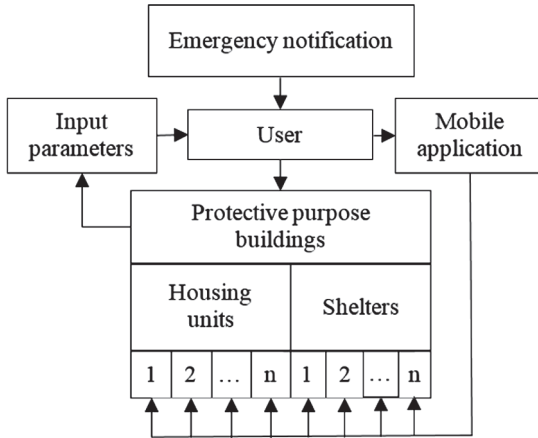 Emergency notification
Input
parameters
User
Mobile
application
Protective purpose
buildings
Housing
units
Shelters
1 2 ... n 1 2 ... n